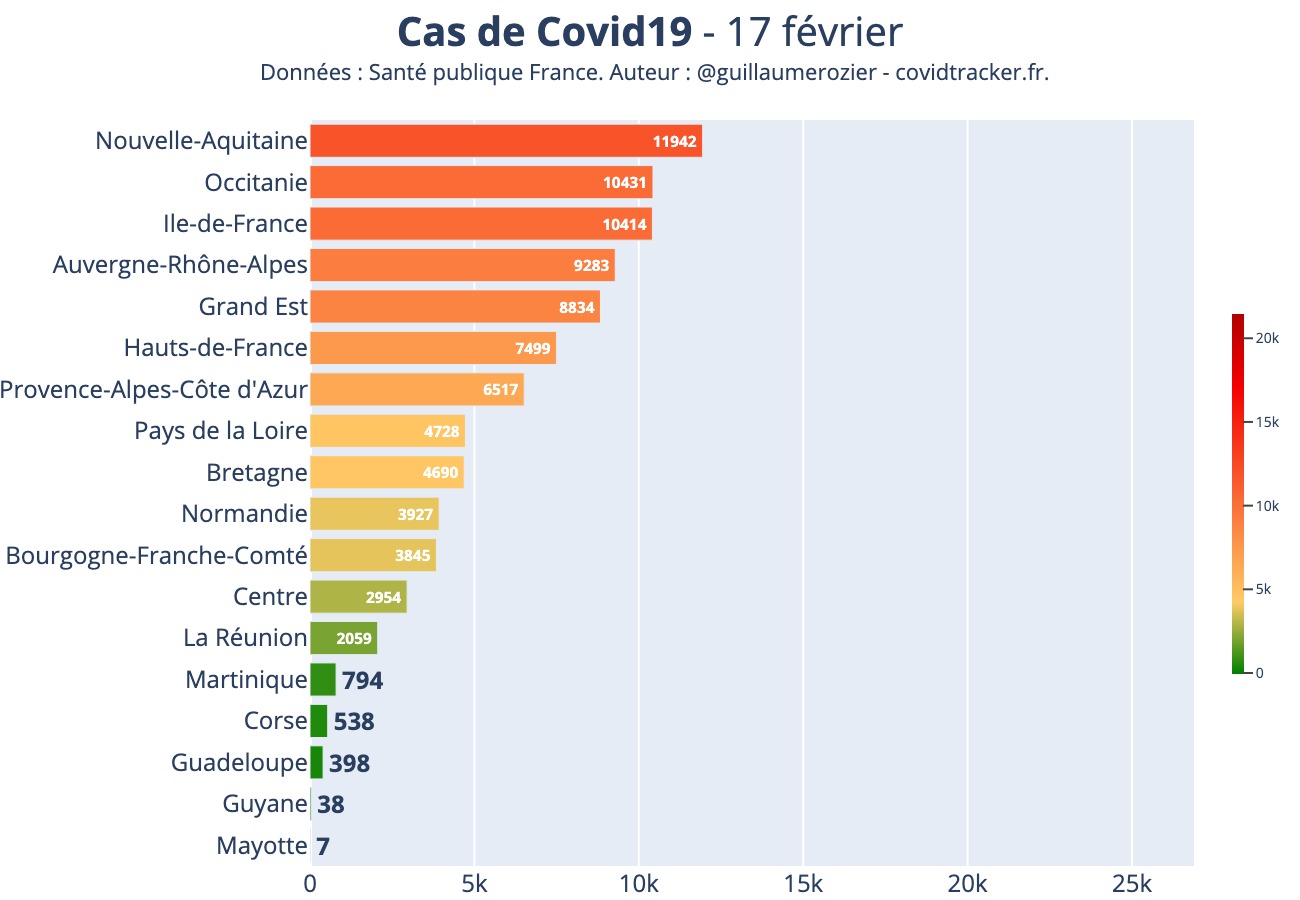 Cas de Covid19 - 17 février
Données : Santé publique France. Auteur : @guillaumerozier - covidtracker.fr.
Nouvelle-Aquitaine 11942
Occitanie 10431
Ile-de-France 10414
Auvergne-Rhône-Alpes 9283
Grand Est 8834
Hauts-de-France 7499
Provence-Alpes-Côte d'Azur 6517
Pays de la Loire 4728
Bretagne 4690
Normandie 3927
Bourgogne-Franche-Comté 3845
Centre 2954
La Réunion 2059
Martinique 794
Corse 538
Guadeloupe 398
Guyane 38
Mayotte 7
0 5k 10k 15k 20k 25k
20k
15k
10k
5k
0